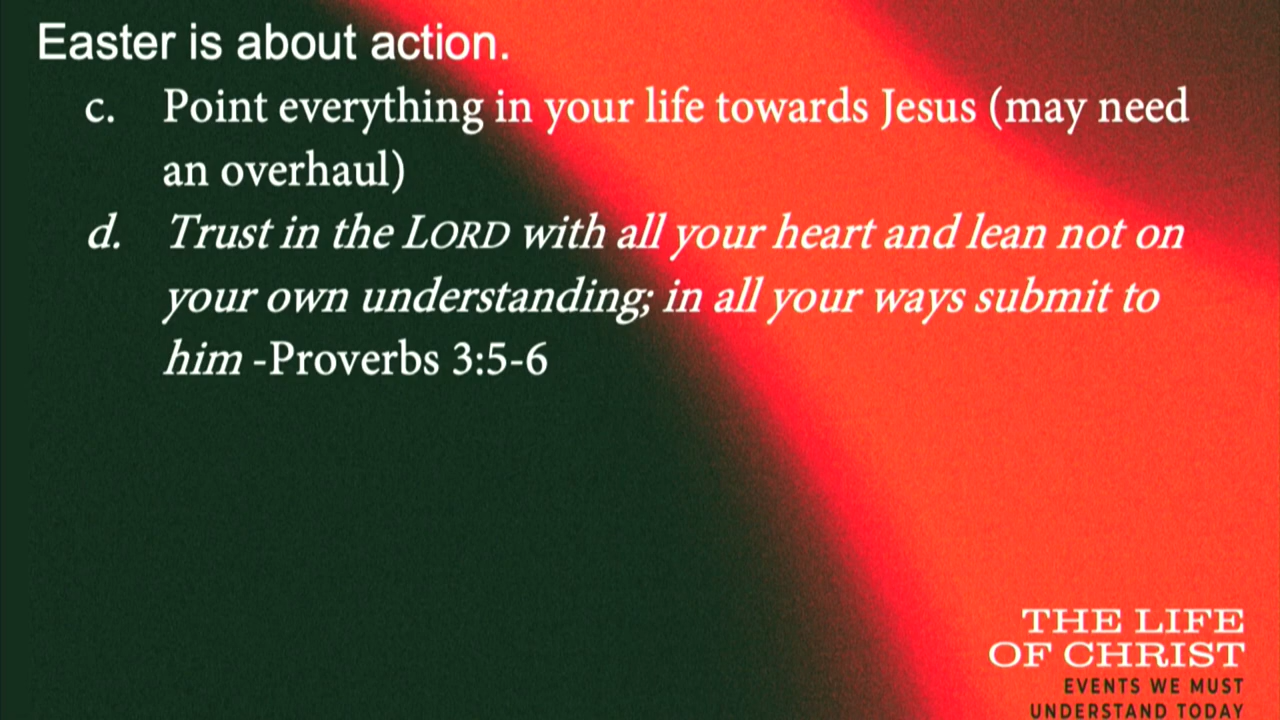 Easter is about action.
c. Point everything in your life towards Jesus (may need
an overhaul)
d. Trust in the LORD with all your heart and lean not on
your own understanding; in all your ways submit to
him -Proverbs 3:5-6
THE LIFE
OF CHRIST
EVENTS WE MUST
UNDERSTAND TODAY